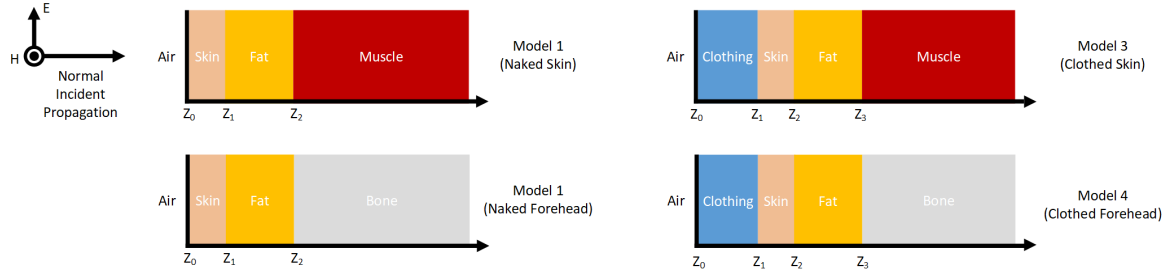 E
H
Normal
Incident
Propagation
Air
Skin
Fat
Muscle
Z0
Z1
Z2
Model 1
(Naked Skin)
Air
Clothing
Skin
Fat
Muscle
Z0
Z1
Z2
Z3
Model 3
(Clothed Skin)
Air
Skin
Fat
Bone
Z0
Z1
Z2
Model 1
(Naked Forehead)
Air
Clothing
Skin
Fat
Bone
Z0
Z1
Z2
Z3
Model 4
(Clothed Forehead)